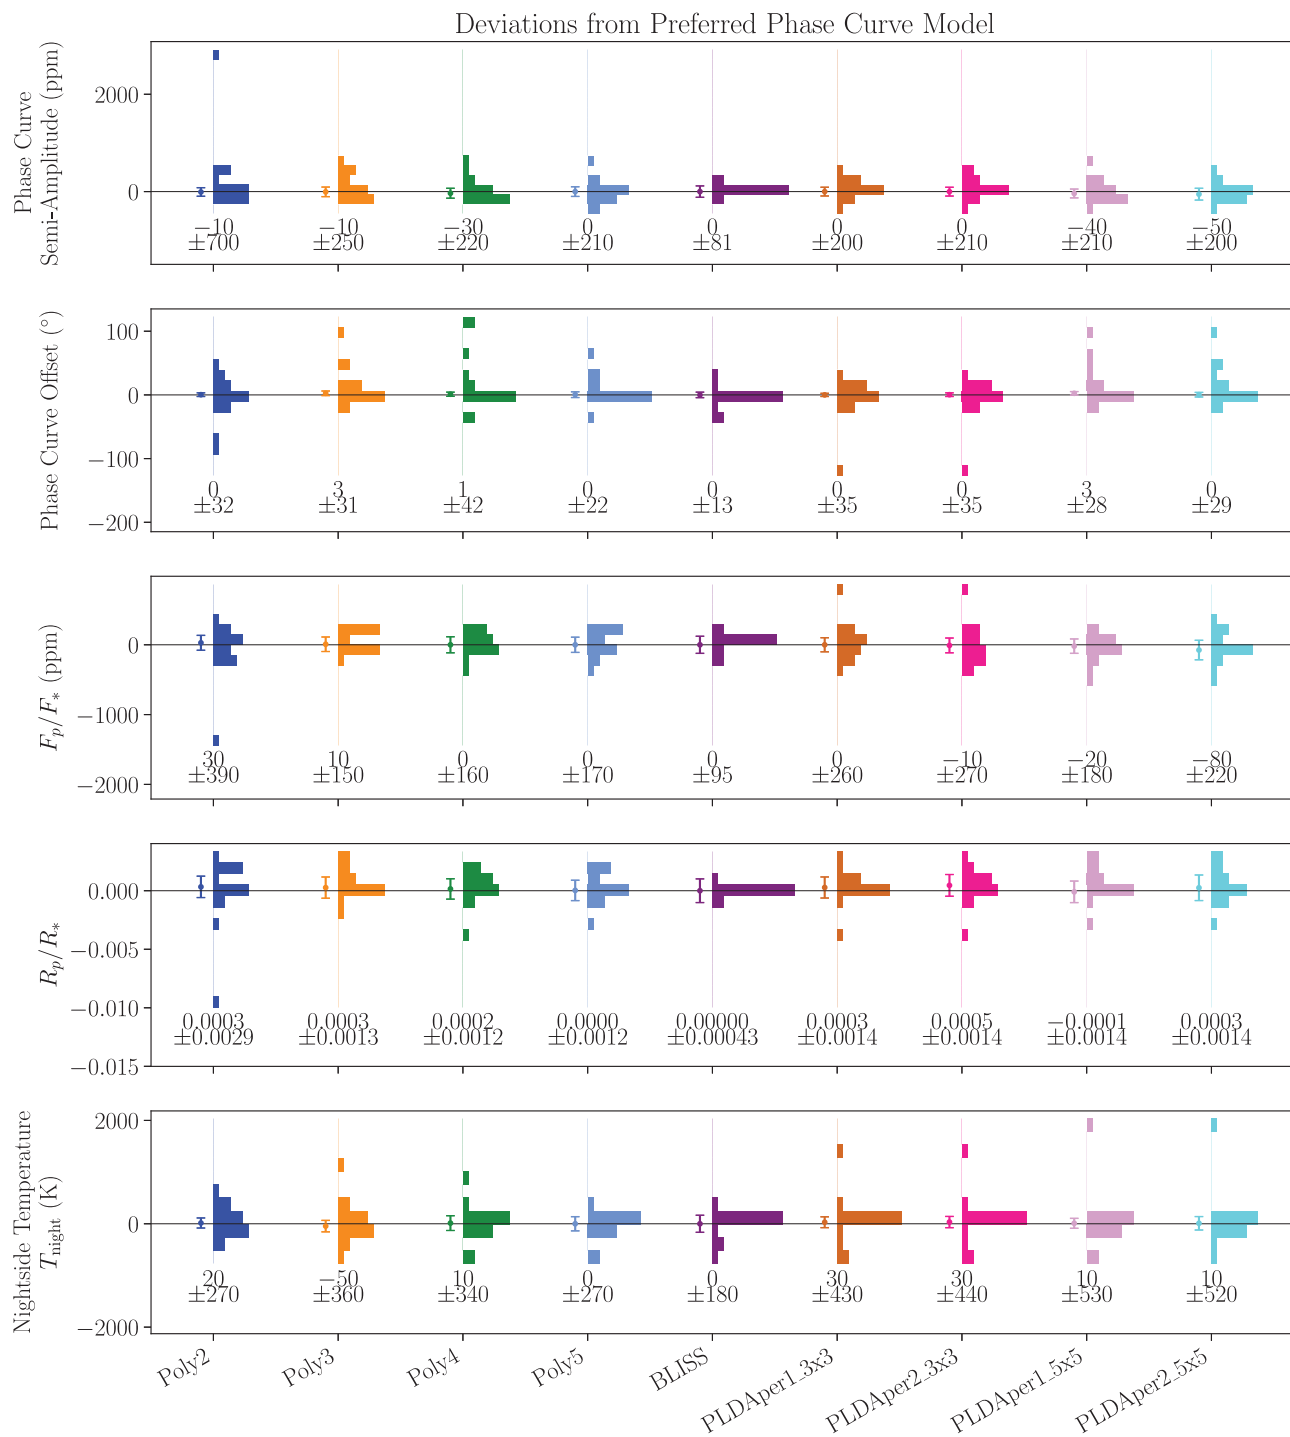 Deviations from Preferred Phase Curve Model
Phase Curve
Semi-Amplitude (ppm)
2000
0
−10 −10 −30 0 0 0 0 −40 −50
±700 ±250 ±220 ±210 ±81 ±200 ±210 ±210 ±200
Phase Curve Offset (°)
100
0
−100
−200
0 3 1 0 0 0 0 3 0
±32 ±31 ±42 ±22 ±13 ±35 ±35 ±28 ±29
Fp/F* (ppm)
0
−1000
−2000
30 10 0 0 0 0 −10 −20 −80
±390 ±150 ±160 ±170 ±95 ±260 ±270 ±180 ±220
Rp/R*
0.000
−0.005
−0.010
−0.015
0.0003 0.0003 0.0002 0.0000 0.00000 0.0003 0.0005 −0.0001 0.0003
±0.0029 ±0.0013 ±0.0012 ±0.0012 ±0.00043 ±0.0014 ±0.0014 ±0.0014 ±0.0014
Nightside Temperature
Tnight (K)
2000
0
−2000
20 −50 10 0 0 30 30 10 10
±270 ±360 ±340 ±270 ±180 ±430 ±440 ±530 ±520
Poly2 Poly3 Poly4 Poly5 BLISS PLDAper1_3x3 PLDAper2_3x3 PLDAper1_5x5 PLDAper2_5x5